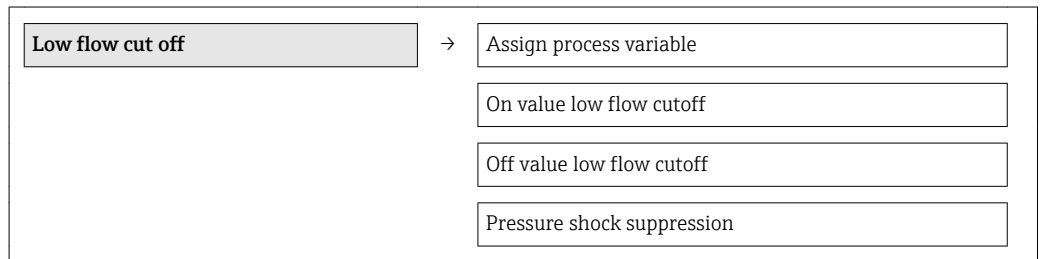 Low flow cut off → Assign process variable
On value low flow cutoff
Off value low flow cutoff
Pressure shock suppression